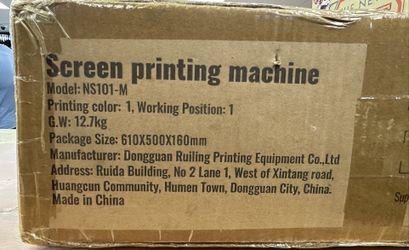 Screen printing machine
Model: NS101-M
Printing color: 1, Working Position: 1
G.W: 12.7kg
Package Size: 610X500X160mm
Manufacturer: Dongguan Ruiling Printing Equipment Co.,Ltd
Address: Ruida Building, No 2 Lane 1, West of Xintang road,
Huangcun Community, Humen Town, Dongguan City, China.
Made in China